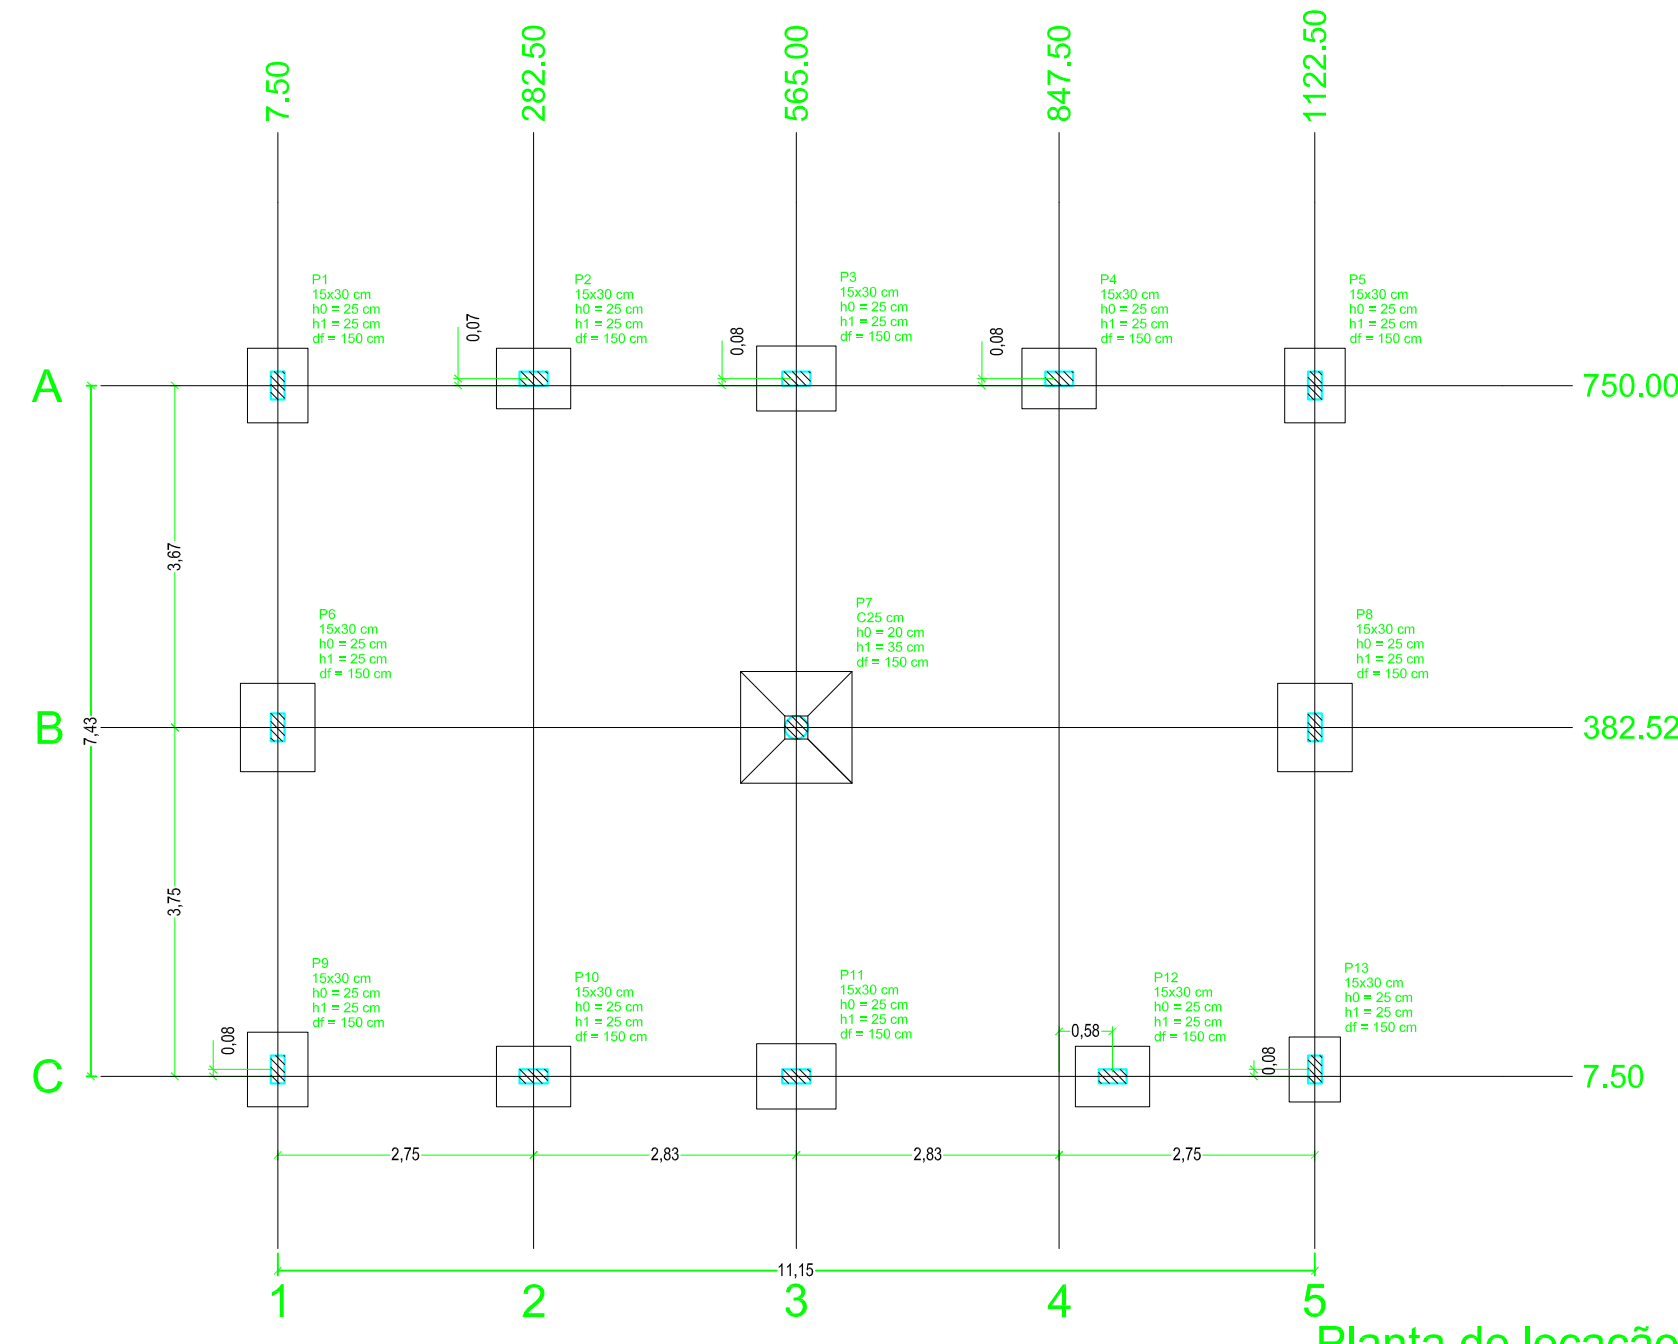 7.50
282.50
565.00
847.50
1122.50
P1
15x30 cm
h0 = 25 cm
h1 = 25 cm
df = 150 cm
0,07
P2
15x30 cm
h0 = 25 cm
h1 = 25 cm
df = 150 cm
0,08
P3
15x30 cm
h0 = 25 cm
h1 = 25 cm
df = 150 cm
0,08
P4
15x30 cm
h0 = 25 cm
h1 = 25 cm
df = 150 cm
P5
15x30 cm
h0 = 25 cm
h1 = 25 cm
df = 150 cm
A
750.00
3,67
P6
15x30 cm
h0 = 25 cm
h1 = 25 cm
df = 150 cm
P7
C25 cm
h0 = 20 cm
h1 = 35 cm
df = 150 cm
P8
15x30 cm
h0 = 25 cm
h1 = 25 cm
df = 150 cm
B
7,43
382.52
3,75
P9
15x30 cm
h0 = 25 cm
h1 = 25 cm
df = 150 cm
0,08
P10
15x30 cm
h0 = 25 cm
h1 = 25 cm
df = 150 cm
P11
15x30 cm
h0 = 25 cm
h1 = 25 cm
df = 150 cm
0,58
P12
15x30 cm
h0 = 25 cm
h1 = 25 cm
df = 150 cm
0,08
P13
15x30 cm
h0 = 25 cm
h1 = 25 cm
df = 150 cm
C
7.50
2,75
2,83
2,83
2,75
11,15
1
2
3
4
5
Planta de locação